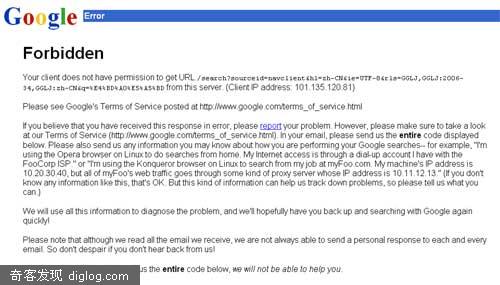 Google Error
Forbidden
Your client does not have permission to get URL /search?sourceid=navclient&hl=zh-CN&ie=UTF-8&rls=GGLJ,GGLJ:2006-
34,GGLJ:zh-CN&q=%E4%BD%A0%E5%A5%BD from this server. (Client IP address: 101.135.120.81)
Please see Google's Terms of Service posted at http://www.google.com/terms_of_service.html
If you believe that you have received this response in error, please report your problem. However, please make sure to take a look
at our Terms of Service (http://www.google.com/terms_of_service.html). In your email, please send us the entire code displayed
below. Please also send us any information you may know about how you are performing your Google searches-- for example, "I'm
using the Opera browser on Linux to do searches from home. My Internet access is through a dial-up account I have with the
FooCorp ISP." or "I'm using the Konqueror browser on Linux to search from my job at myFoo.com. My machine's IP address is
10.20.30.40, but all of myFoo's web traffic goes through some kind of proxy server whose IP address is 10.11.12.13." (If you don't
know any information like this, that's OK. But this kind of information can help us track down problems, so please tell us what you
can.)
We will use all this information to diagnose the problem, and we'll hopefully have you back up and searching with Google again
quickly!
Please note that although we read all the email we receive, we are not always able to send a personal response to each and every
email. So don't despair if you don't hear back from us!
us the entire code below, we will not be able to help you.
奇客发现 diglog.com